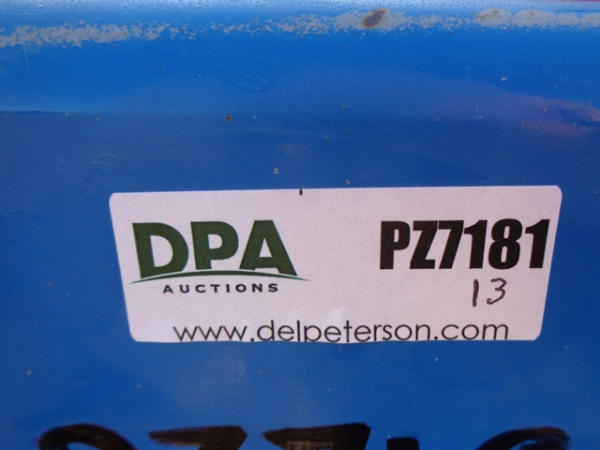 DPA
AUCTIONS
PZ7181
13
www.delpeterson.com